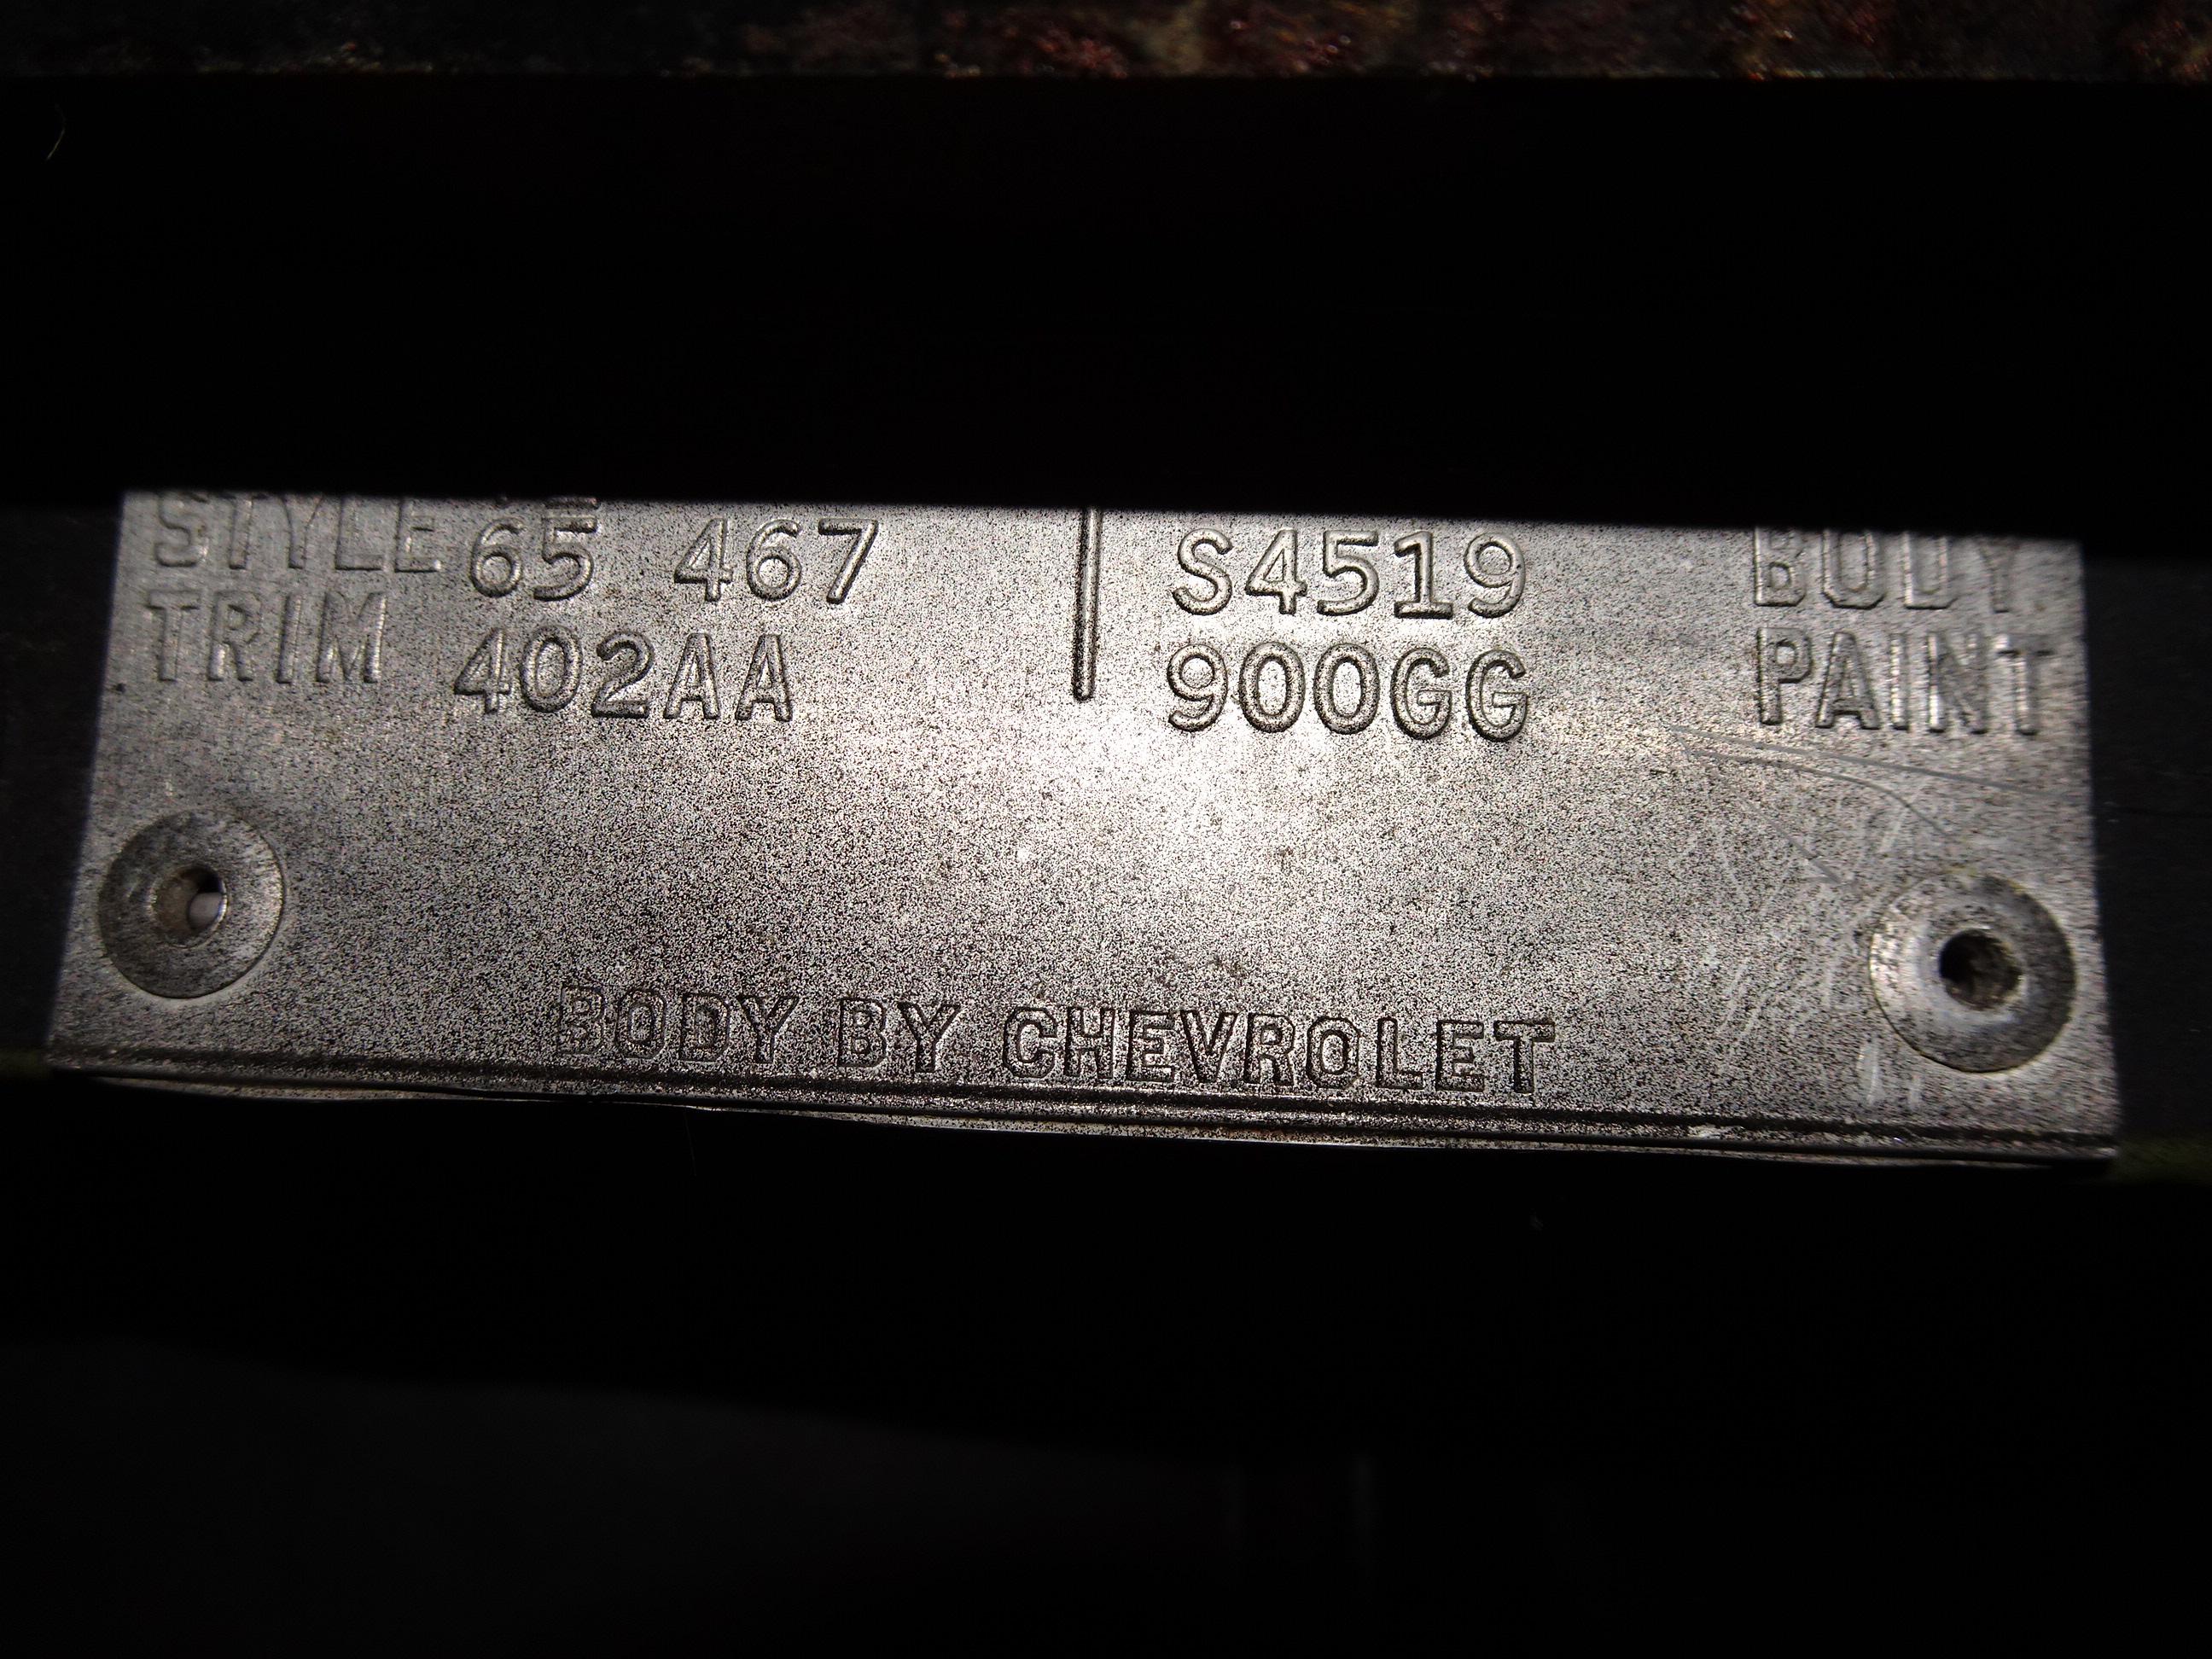 STYLE 65 467 S4519 BODY
TRIM 402AA 900GG PAINT
BODY BY CHEVROLET